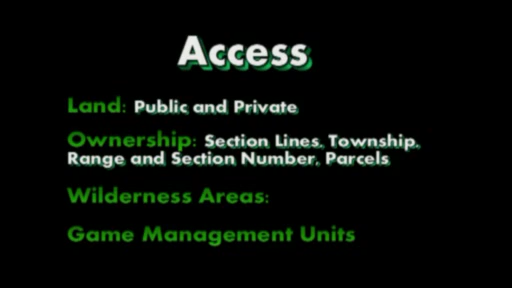 Access
Land: Public and Private
Ownership: Section Lines, Township,
Range and Section Number, Parcels
Wilderness Areas:
Game Management Units